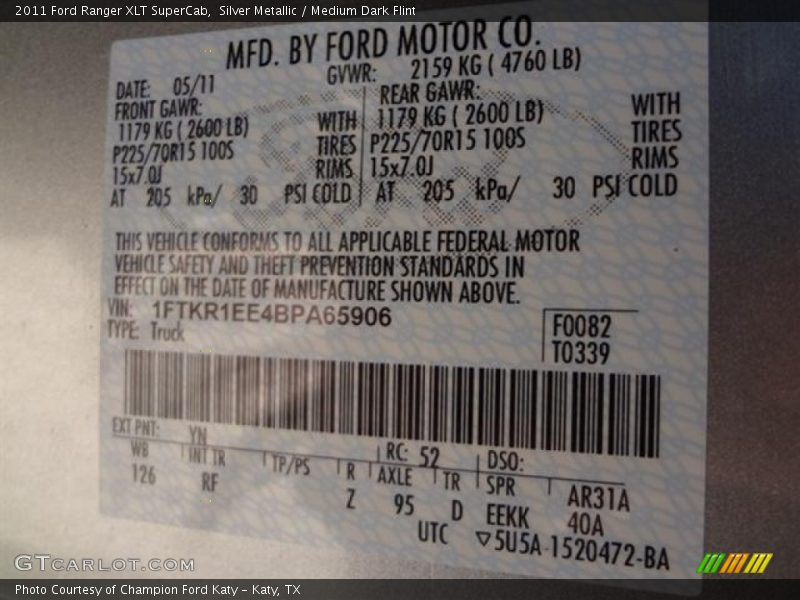 2011 Ford Ranger XLT SuperCab,  Silver Metallic / Medium Dark Flint
MFD. BY FORD MOTOR CO.
DATE: 05/11 GVWR: 2159 KG ( 4760 LB)
FRONT GAWR: REAR GAWR:
1179 KG ( 2600 LB) WITH 1179 KG ( 2600 LB) WITH
P225/70R15 100S TIRES P225/70R15 100S TIRES
15x7.0J RIMS 15x7.0J RIMS
AT 205 kPa/ 30 PSI COLD AT 205 kPa/ 30 PSI COLD
THIS VEHICLE CONFORMS TO ALL APPLICABLE FEDERAL MOTOR
VEHICLE SAFETY AND THEFT PREVENTION STANDARDS IN
EFFECT ON THE DATE OF MANUFACTURE SHOWN ABOVE.
VIN: 1FTKR1EE4BPA65906
TYPE: Truck
F0082
T0339
EXT PNT: YN RC: 52 DSO:
WB INT TR TP/PS R AXLE TR SPR AR31A
126 RF Z 95 D EEKK 40A
UTC ▽5U5A-1520472-BA
GTCARLOT.COM
Photo Courtesy of Champion Ford Katy – Katy, TX